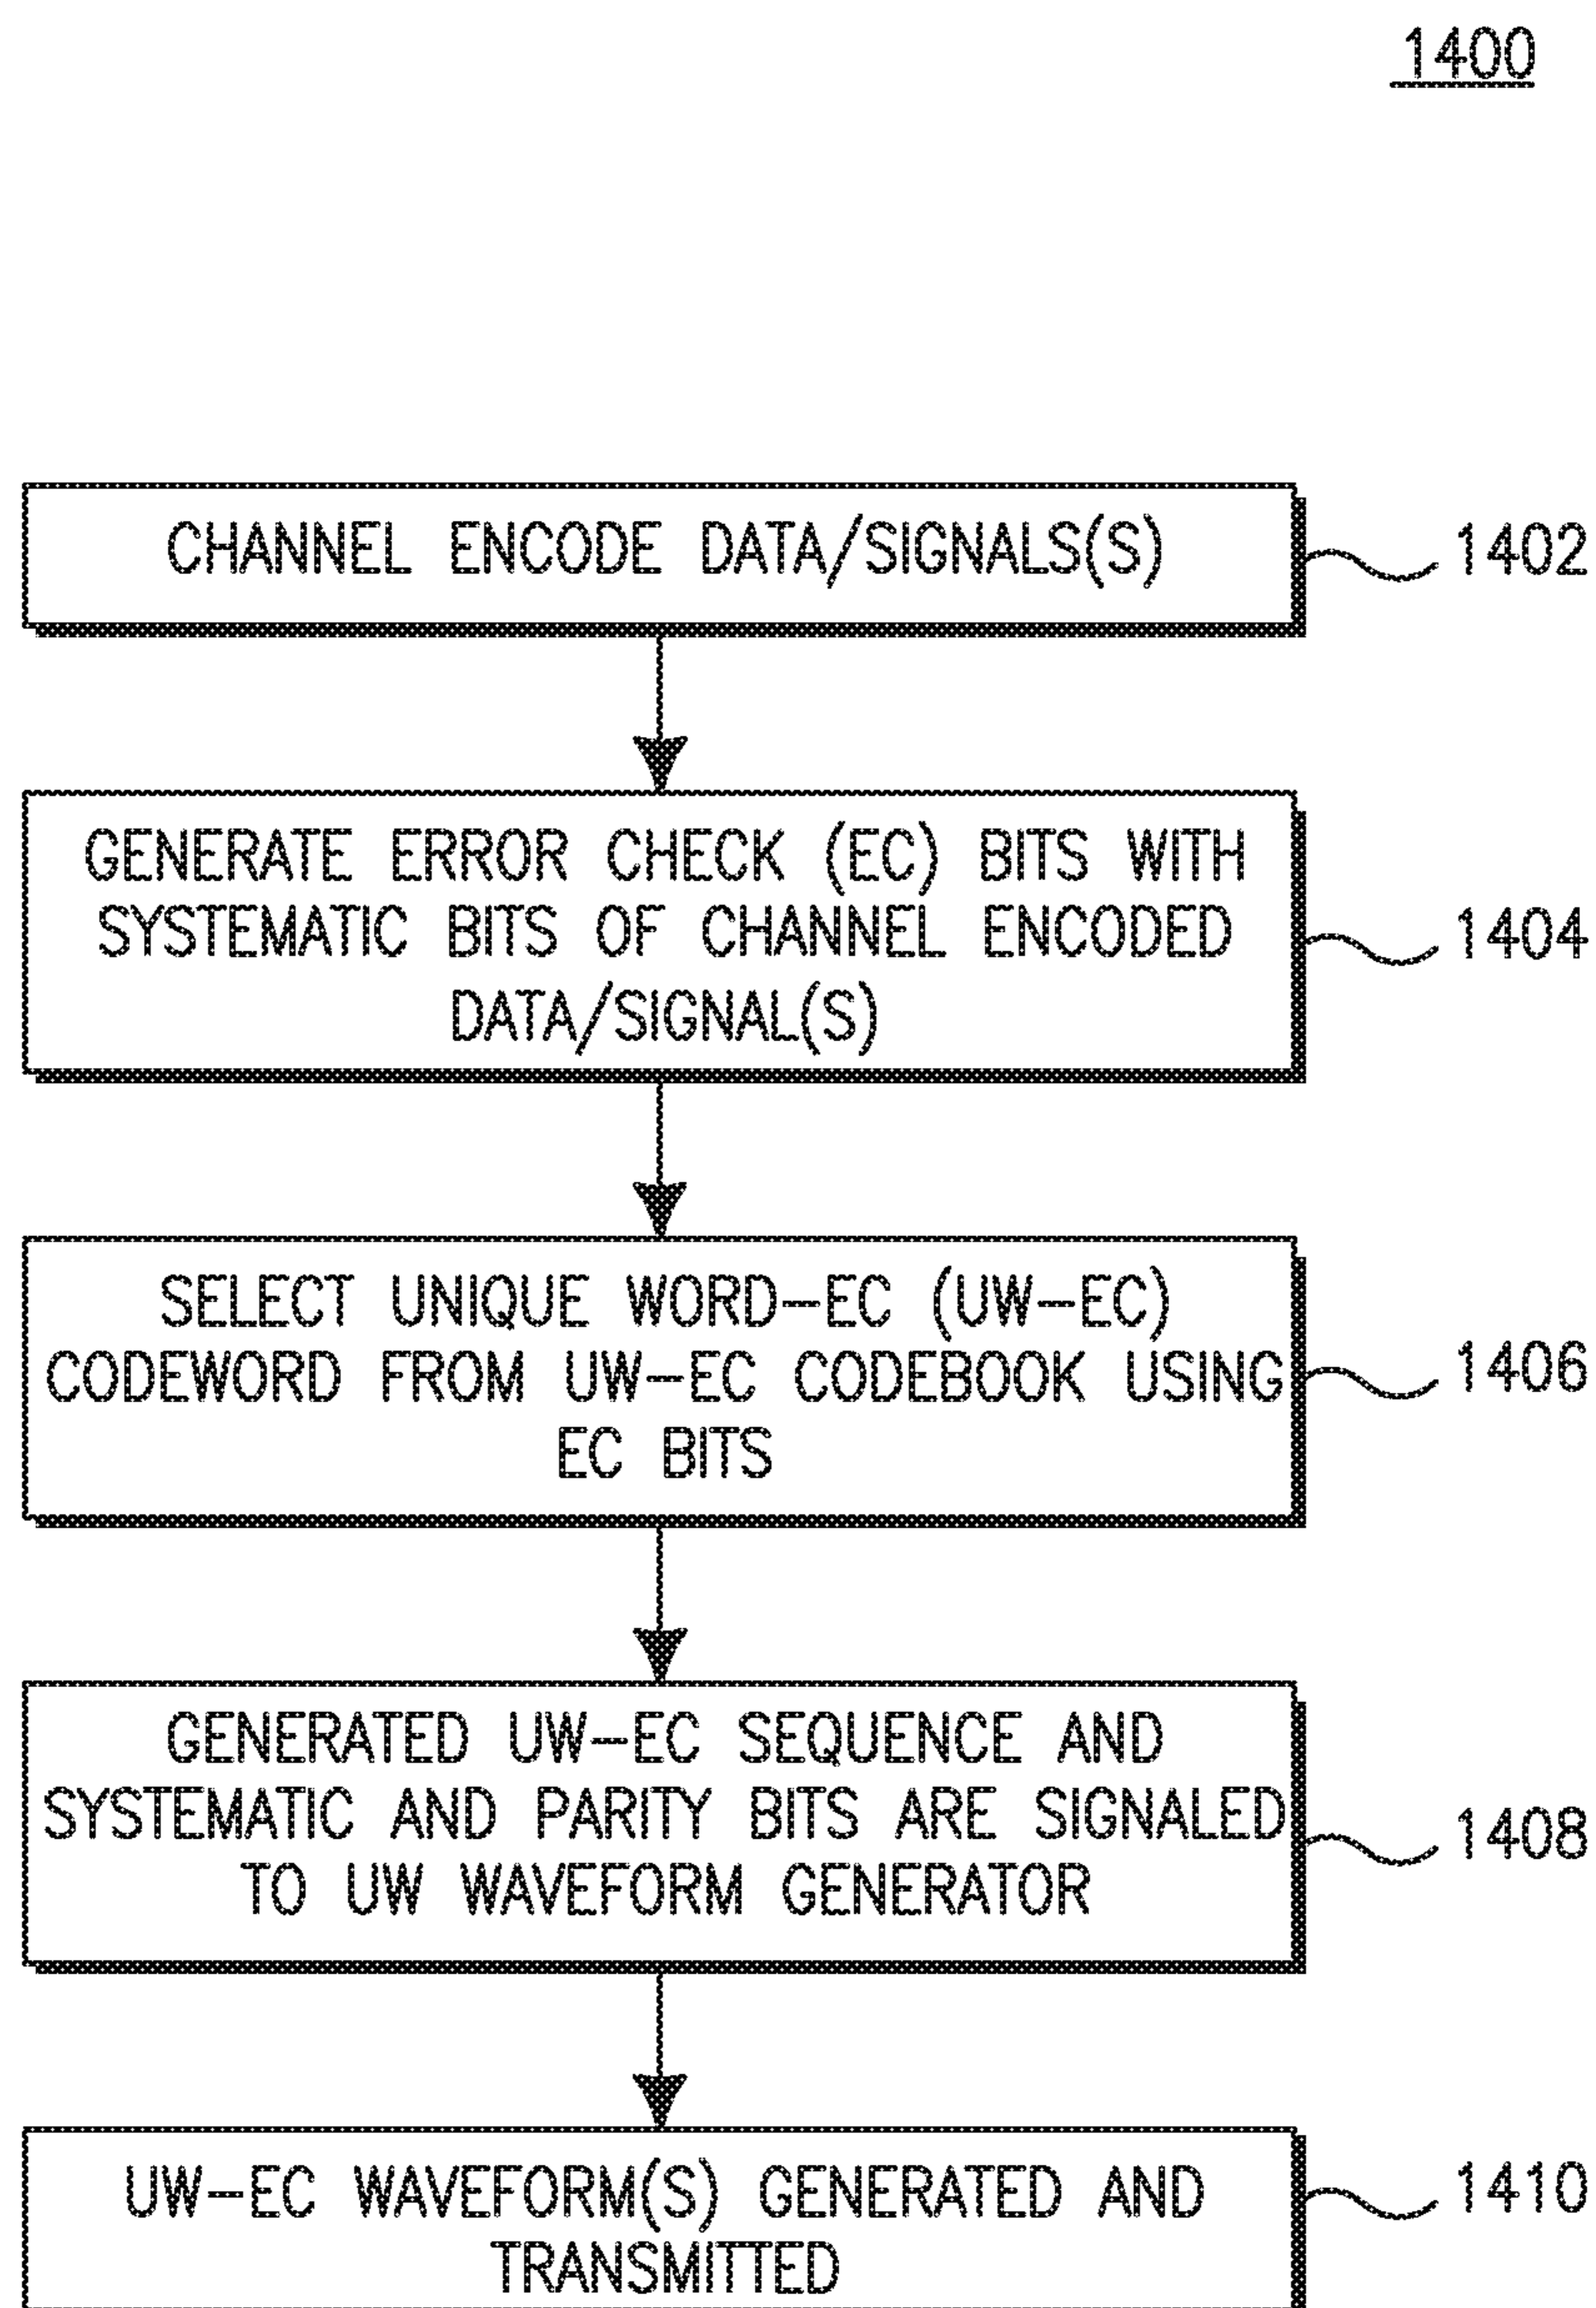 1400
CHANNEL ENCODE DATA/SIGNALS(S)
1402
GENERATE ERROR CHECK (EC) BITS WITH
SYSTEMATIC BITS OF CHANNEL ENCODED
DATA/SIGNAL(S)
1404
SELECT UNIQUE WORD-EC (UW-EC)
CODEWORD FROM UW-EC CODEBOOK USING
EC BITS
1406
GENERATED UW-EC SEQUENCE AND
SYSTEMATIC AND PARITY BITS ARE SIGNALED
TO UW WAVEFORM GENERATOR
1408
UW-EC WAVEFORM(S) GENERATED AND
TRANSMITTED
1410